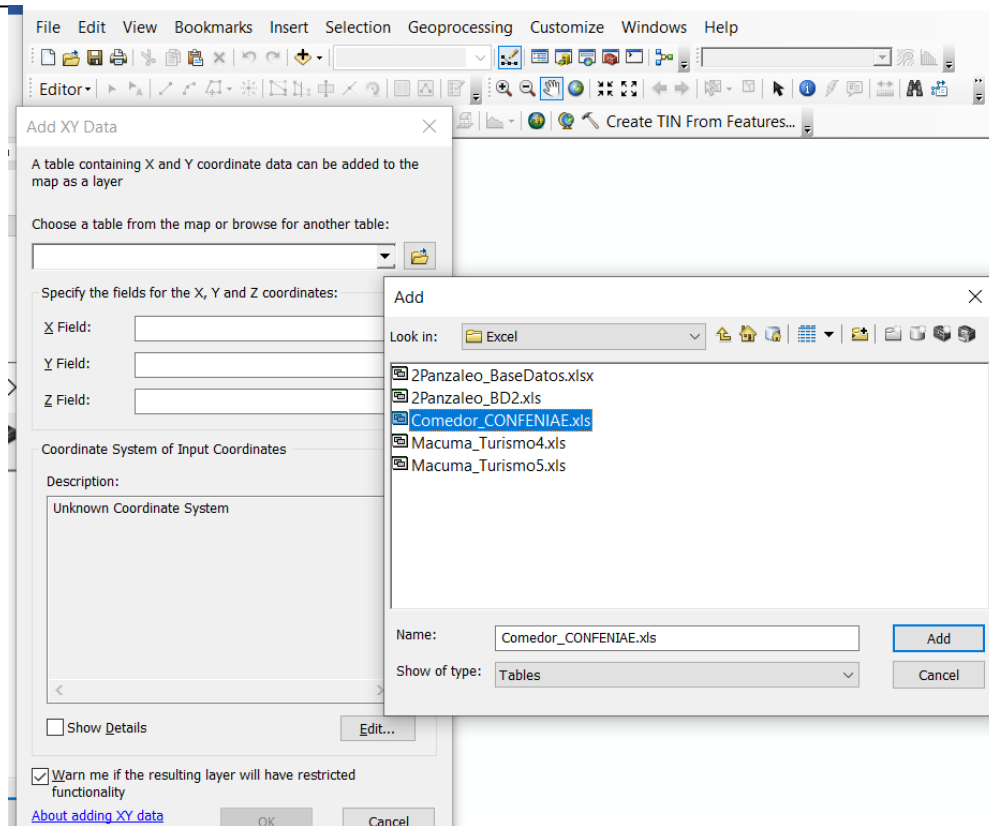 File Edit View Bookmarks Insert Selection Geoprocessing Customize Windows Help
Editor
Create TIN From Features...
Add XY Data
A table containing X and Y coordinate data can be added to the
map as a layer
Choose a table from the map or browse for another table:
Specify the fields for the X, Y and Z coordinates:
X Field:
Y Field:
Z Field:
Coordinate System of Input Coordinates
Description:
Unknown Coordinate System
Show Details
Edit...
Warn me if the resulting layer will have restricted
functionality
About adding XY data
OK
Cancel
Add
Look in: Excel
2Panzaleo_BaseDatos.xlsx
2Panzaleo_BD2.xls
Comedor_CONFENIAE.xls
Macuma_Turismo4.xls
Macuma_Turismo5.xls
Name: Comedor_CONFENIAE.xls Add
Show of type: Tables Cancel